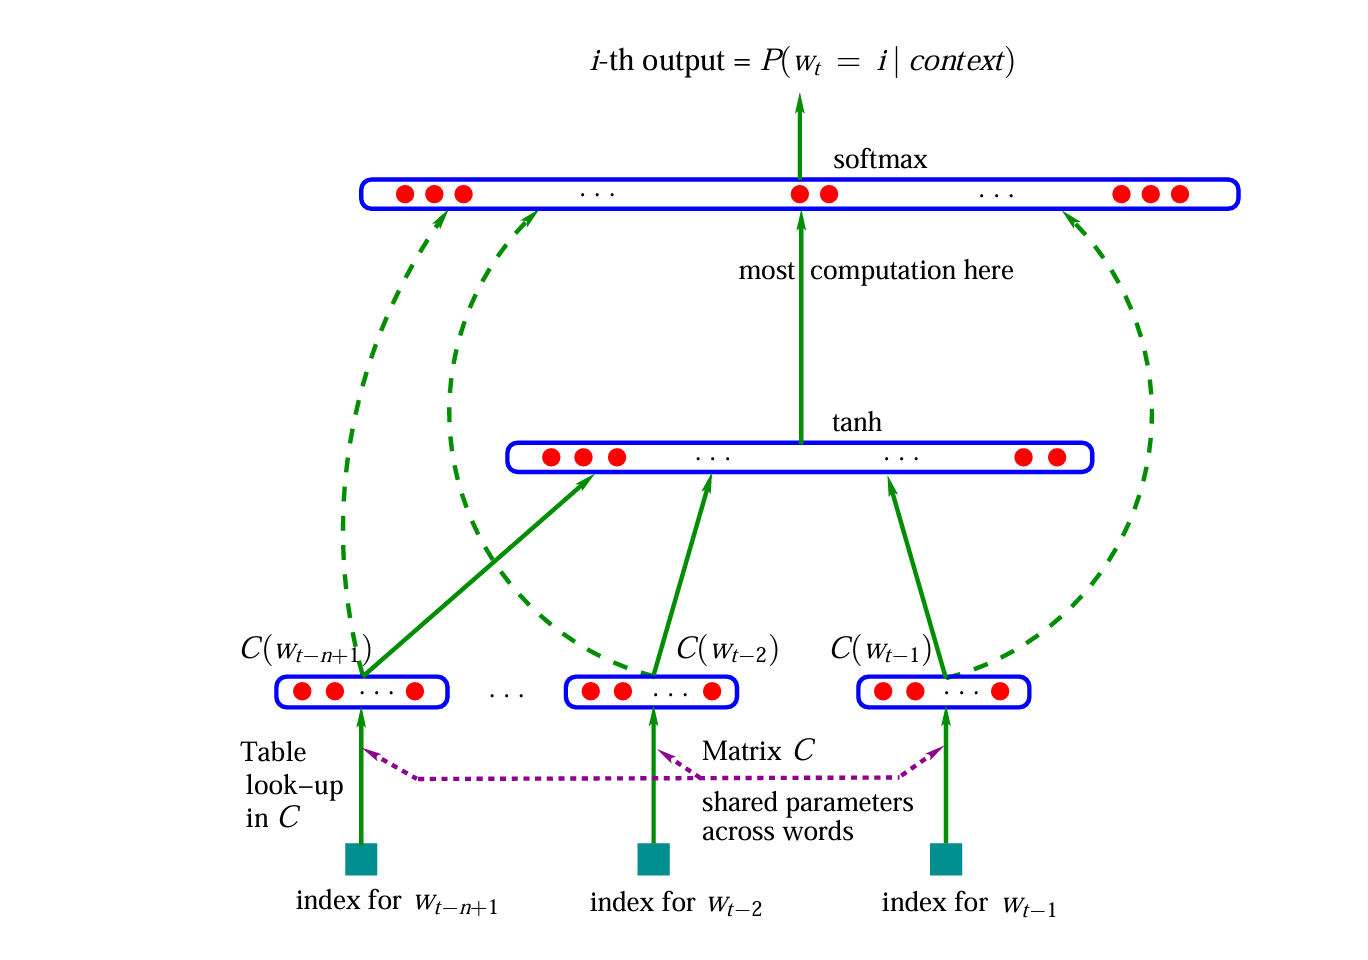 i-th output = P(w_t = i | context)
softmax
. . .
. . .
most computation here
tanh
. . .
. . .
C(w_{t−n+1})
C(w_{t−2})
C(w_{t−1})
. . .
. . .
. . .
. . .
Table
look−up
in C
Matrix C
shared parameters
across words
index for w_{t−n+1}
index for w_{t−2}
index for w_{t−1}